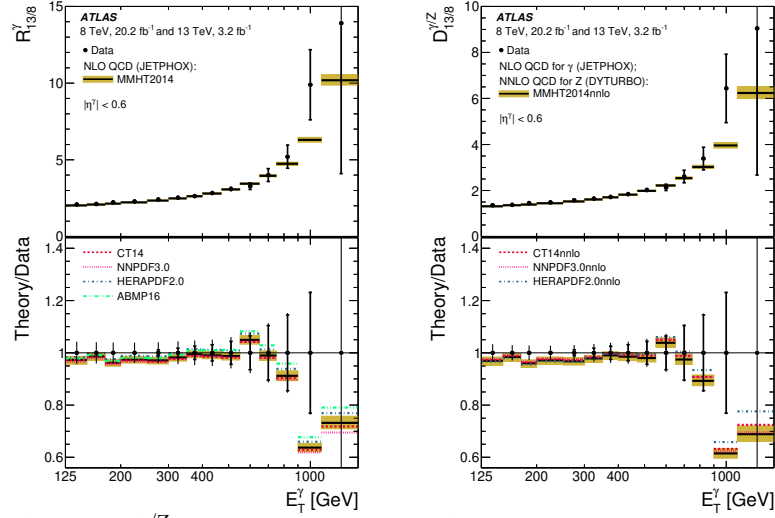 R^γ_13/8
15
10
5
0
ATLAS
8 TeV, 20.2 fb⁻¹ and 13 TeV, 3.2 fb⁻¹
Data
NLO QCD (JETPHOX):
MMHT2014
|η^γ| < 0.6
Theory/Data
1.4
1.2
1
0.8
0.6
CT14
NNPDF3.0
HERAPDF2.0
ABMP16
125 200 300 400 1000
E_T^γ [GeV]
D^γ/Z_13/8
10
8
6
4
2
0
ATLAS
8 TeV, 20.2 fb⁻¹ and 13 TeV, 3.2 fb⁻¹
Data
NLO QCD for γ (JETPHOX);
NNLO QCD for Z (DYTURBO):
MMHT2014nnlo
|η^γ| < 0.6
Theory/Data
1.4
1.2
1
0.8
0.6
CT14nnlo
NNPDF3.0nnlo
HERAPDF2.0nnlo
125 200 300 400 1000
E_T^γ [GeV]